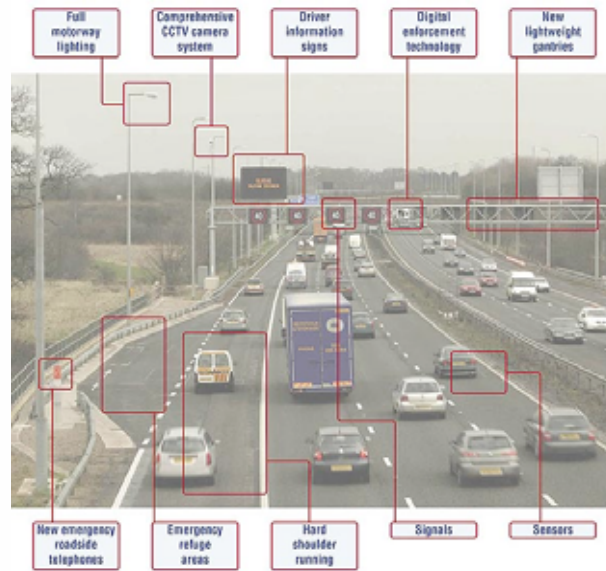 Full
motorway
lighting
Comprehensive
CCTV camera
system
Driver
information
signs
Digital
enforcement
technology
New
lightweight
gantries
40
40
40
40
New emergency
roadside
telephones
Emergency
refuge
areas
Hard
shoulder
running
Signals
Sensors